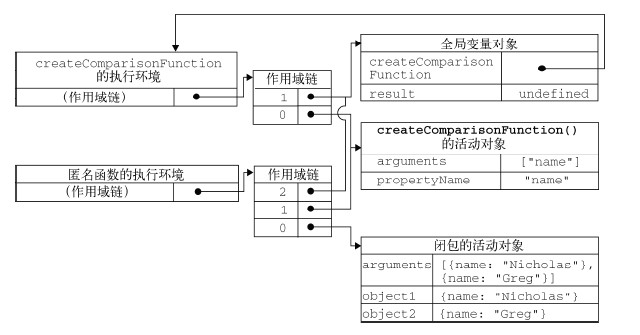 createComparisonFunction
的执行环境
(作用域链)
作用域链
1
0
全局变量对象
createComparison
Function
result undefined
createComparisonFunction()
的活动对象
arguments ["name"]
propertyName "name"
匿名函数的执行环境
(作用域链)
作用域链
2
1
0
闭包的活动对象
arguments [{name: "Nicholas"},
{name: "Greg"}]
object1 {name: "Nicholas"}
object2 {name: "Greg"}